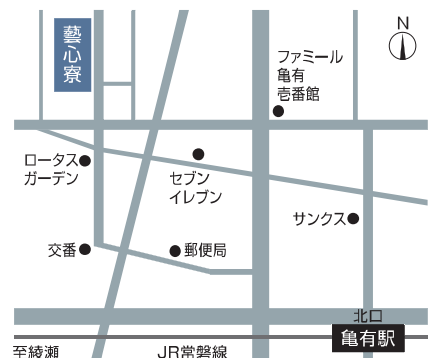 藝心寮
N
ファミール
亀有
壱番館
ロータス
ガーデン
セブン
イレブン
サンクス
交番
郵便局
北口
亀有駅
至綾瀬
JR常磐線